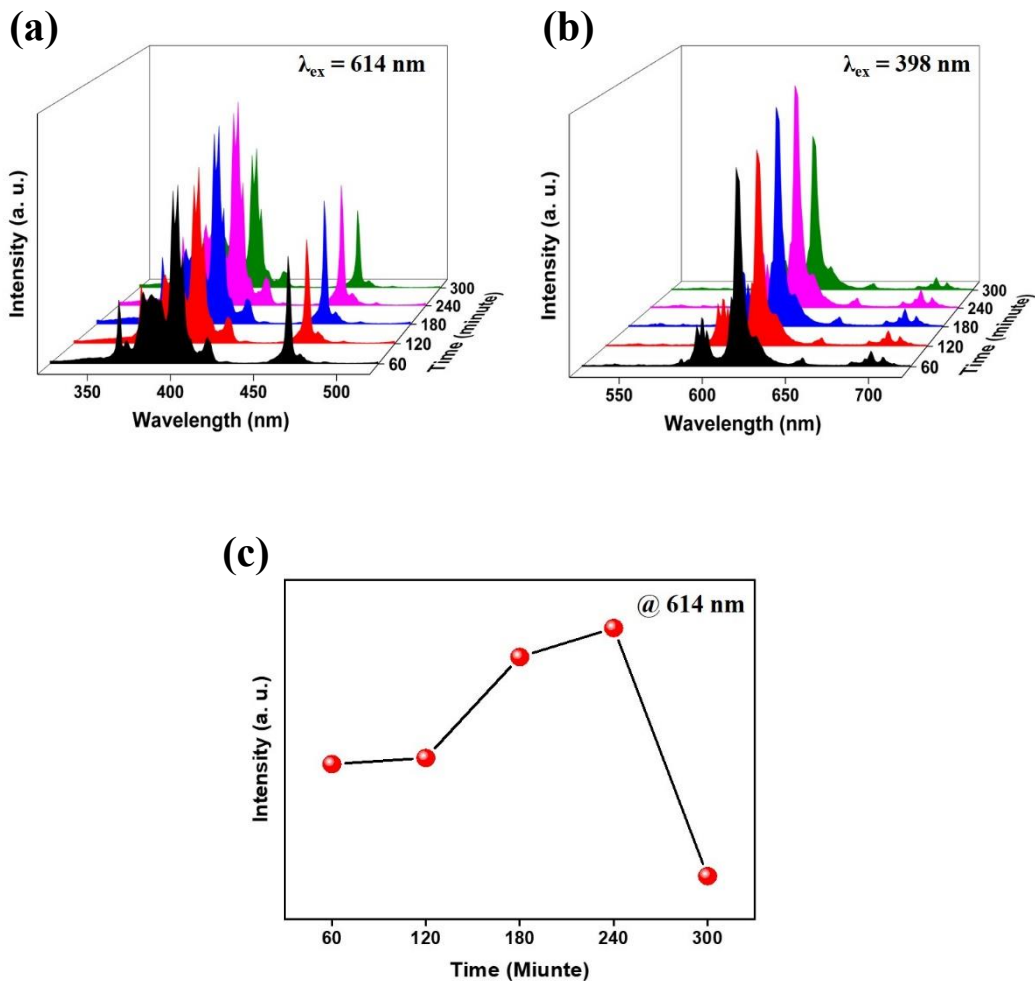 (a)
λex = 614 nm
Intensity (a. u.)
300
240
180
120
60
Time (minute)
350 400 450 500
Wavelength (nm)
(b)
λex = 398 nm
Intensity (a. u.)
300
240
180
120
60
Time (minute)
550 600 650 700
Wavelength (nm)
(c)
@ 614 nm
Intensity (a. u.)
60 120 180 240 300
Time (Miunte)